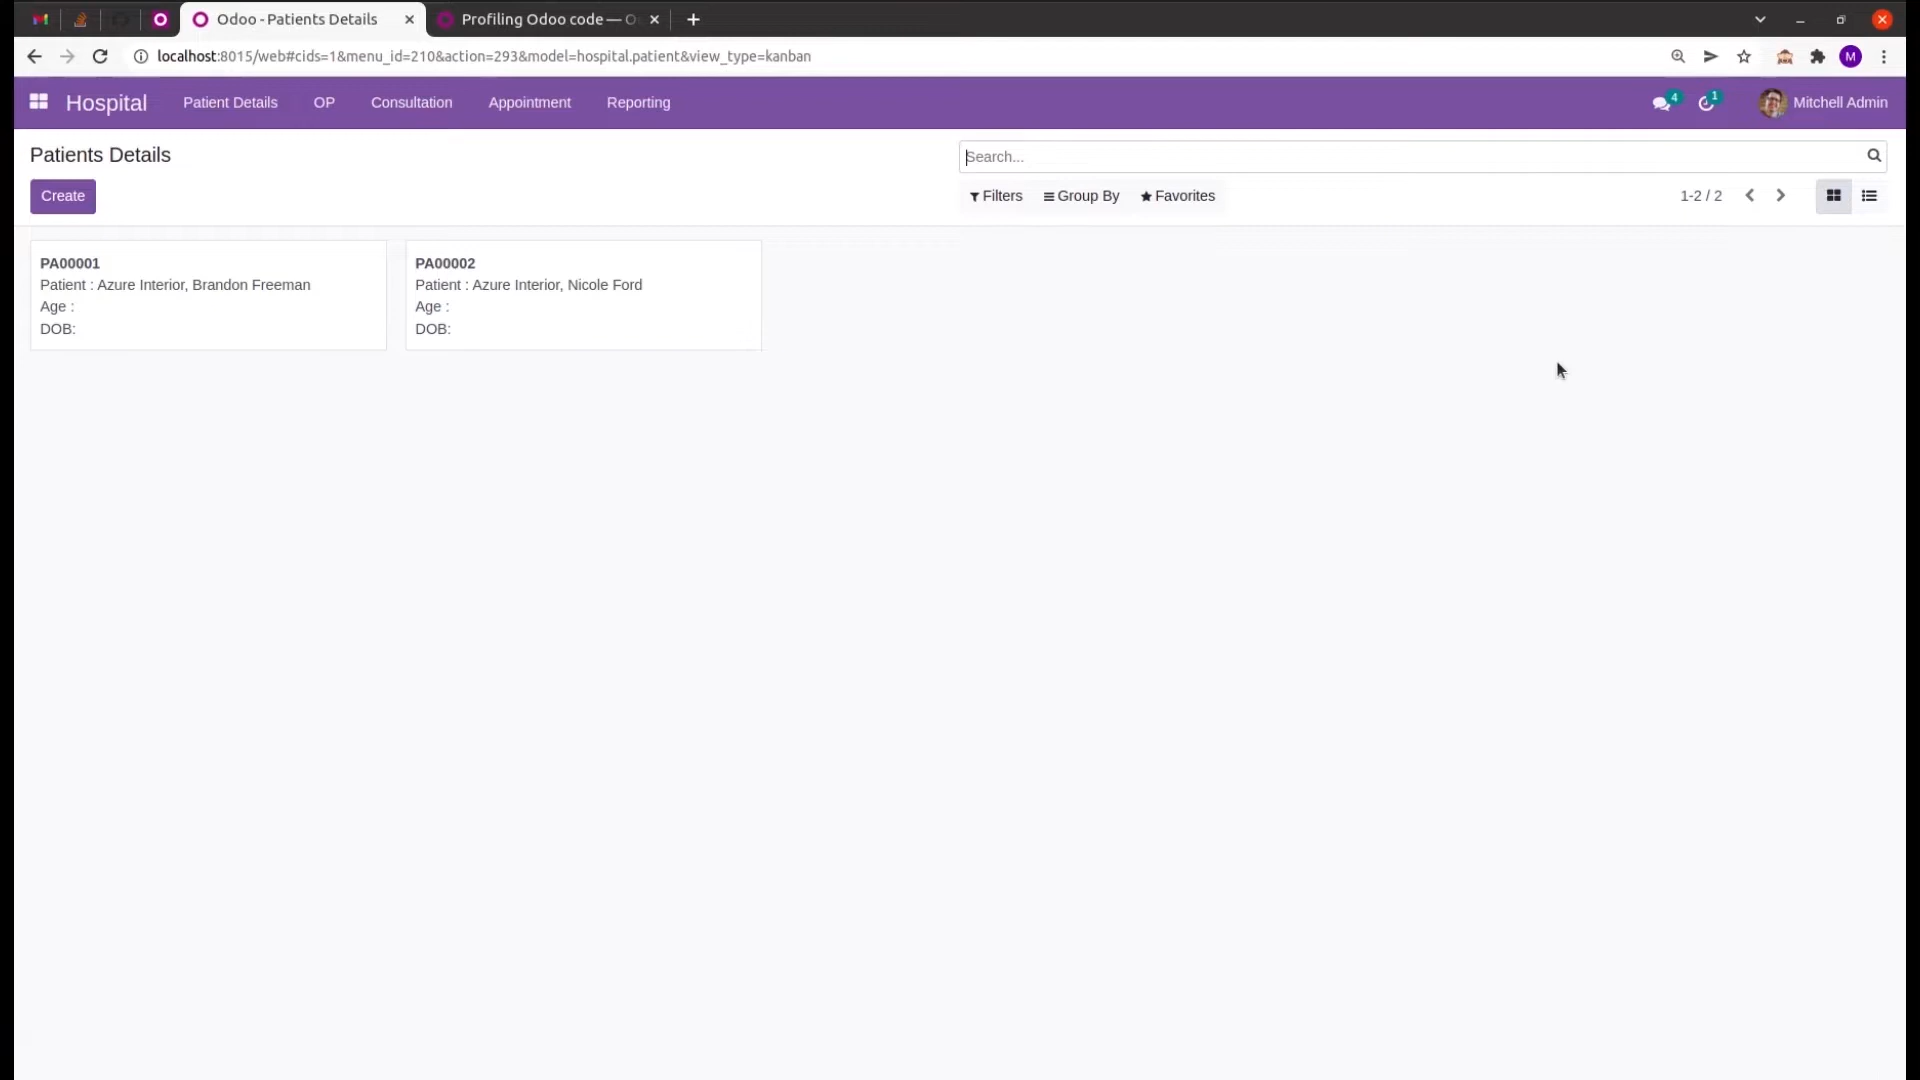 Odoo - Patients Details
Profiling Odoo code — O
localhost:8015/web#cids=1&menu_id=210&action=293&model=hospital.patient&view_type=kanban
M
Hospital
Patient Details
OP
Consultation
Appointment
Reporting
4
1
Mitchell Admin
Patients Details
Search...
Create
Filters
Group By
Favorites
1-2 / 2
PA00001
Patient : Azure Interior, Brandon Freeman
Age :
DOB:
PA00002
Patient : Azure Interior, Nicole Ford
Age :
DOB: